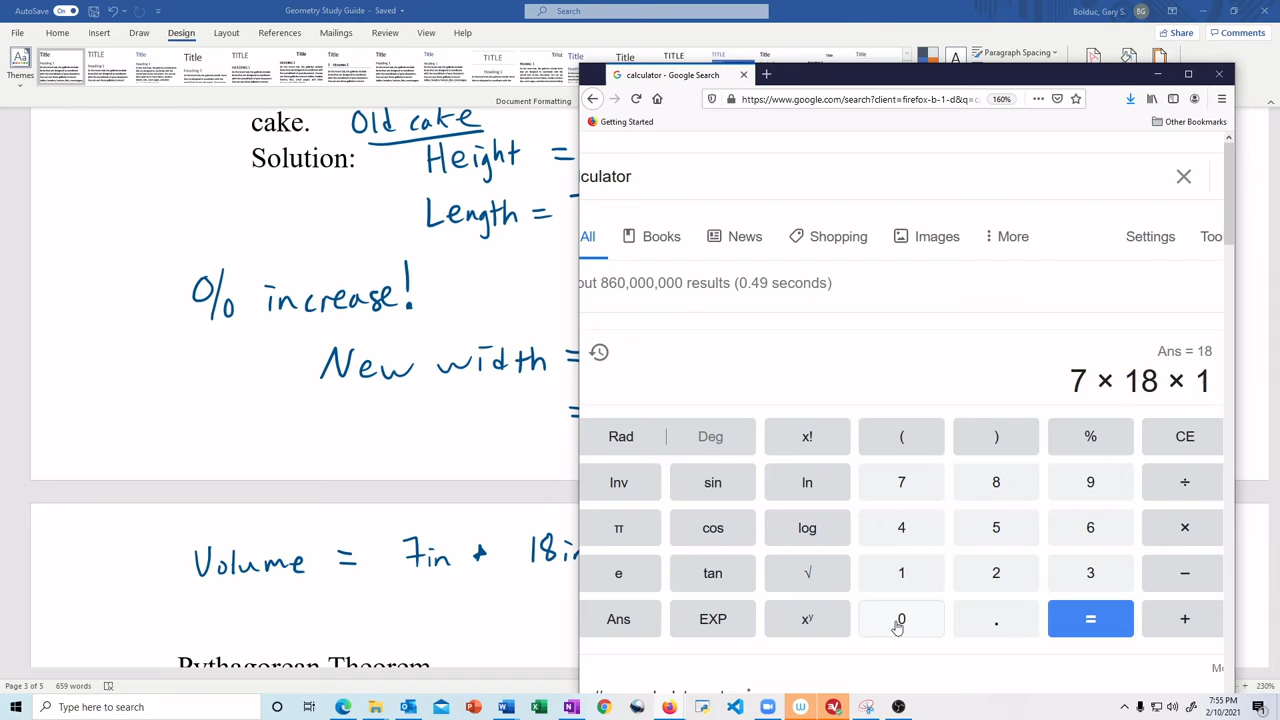 AutoSave On
Geometry Study Guide - Saved
Search
Bolduc, Gary S.
File Home Insert Draw Design Layout References Mailings Review View Help
Share Comments
Themes
Paragraph Spacing
Document Formatting
calculator - Google Search
https://www.google.com/search?client=firefox-b-1-d&q=c
160%
Getting Started
Other Bookmarks
cake. Old cake
Solution: Height =
Length =
% increase!
New width =
=
Volume = 7in * 18in
Pythagorean Theorem
culator
All Books News Shopping Images More Settings Too
out 860,000,000 results (0.49 seconds)
Ans = 18
7 × 18 × 1
Rad Deg x! ( ) % CE
Inv sin ln 7 8 9 ÷
π cos log 4 5 6 ×
e tan √ 1 2 3 −
Ans EXP xʸ 0 . = +
Mo
Page 3 of 5 659 words
230%
Type here to search
7:55 PM
2/10/2021